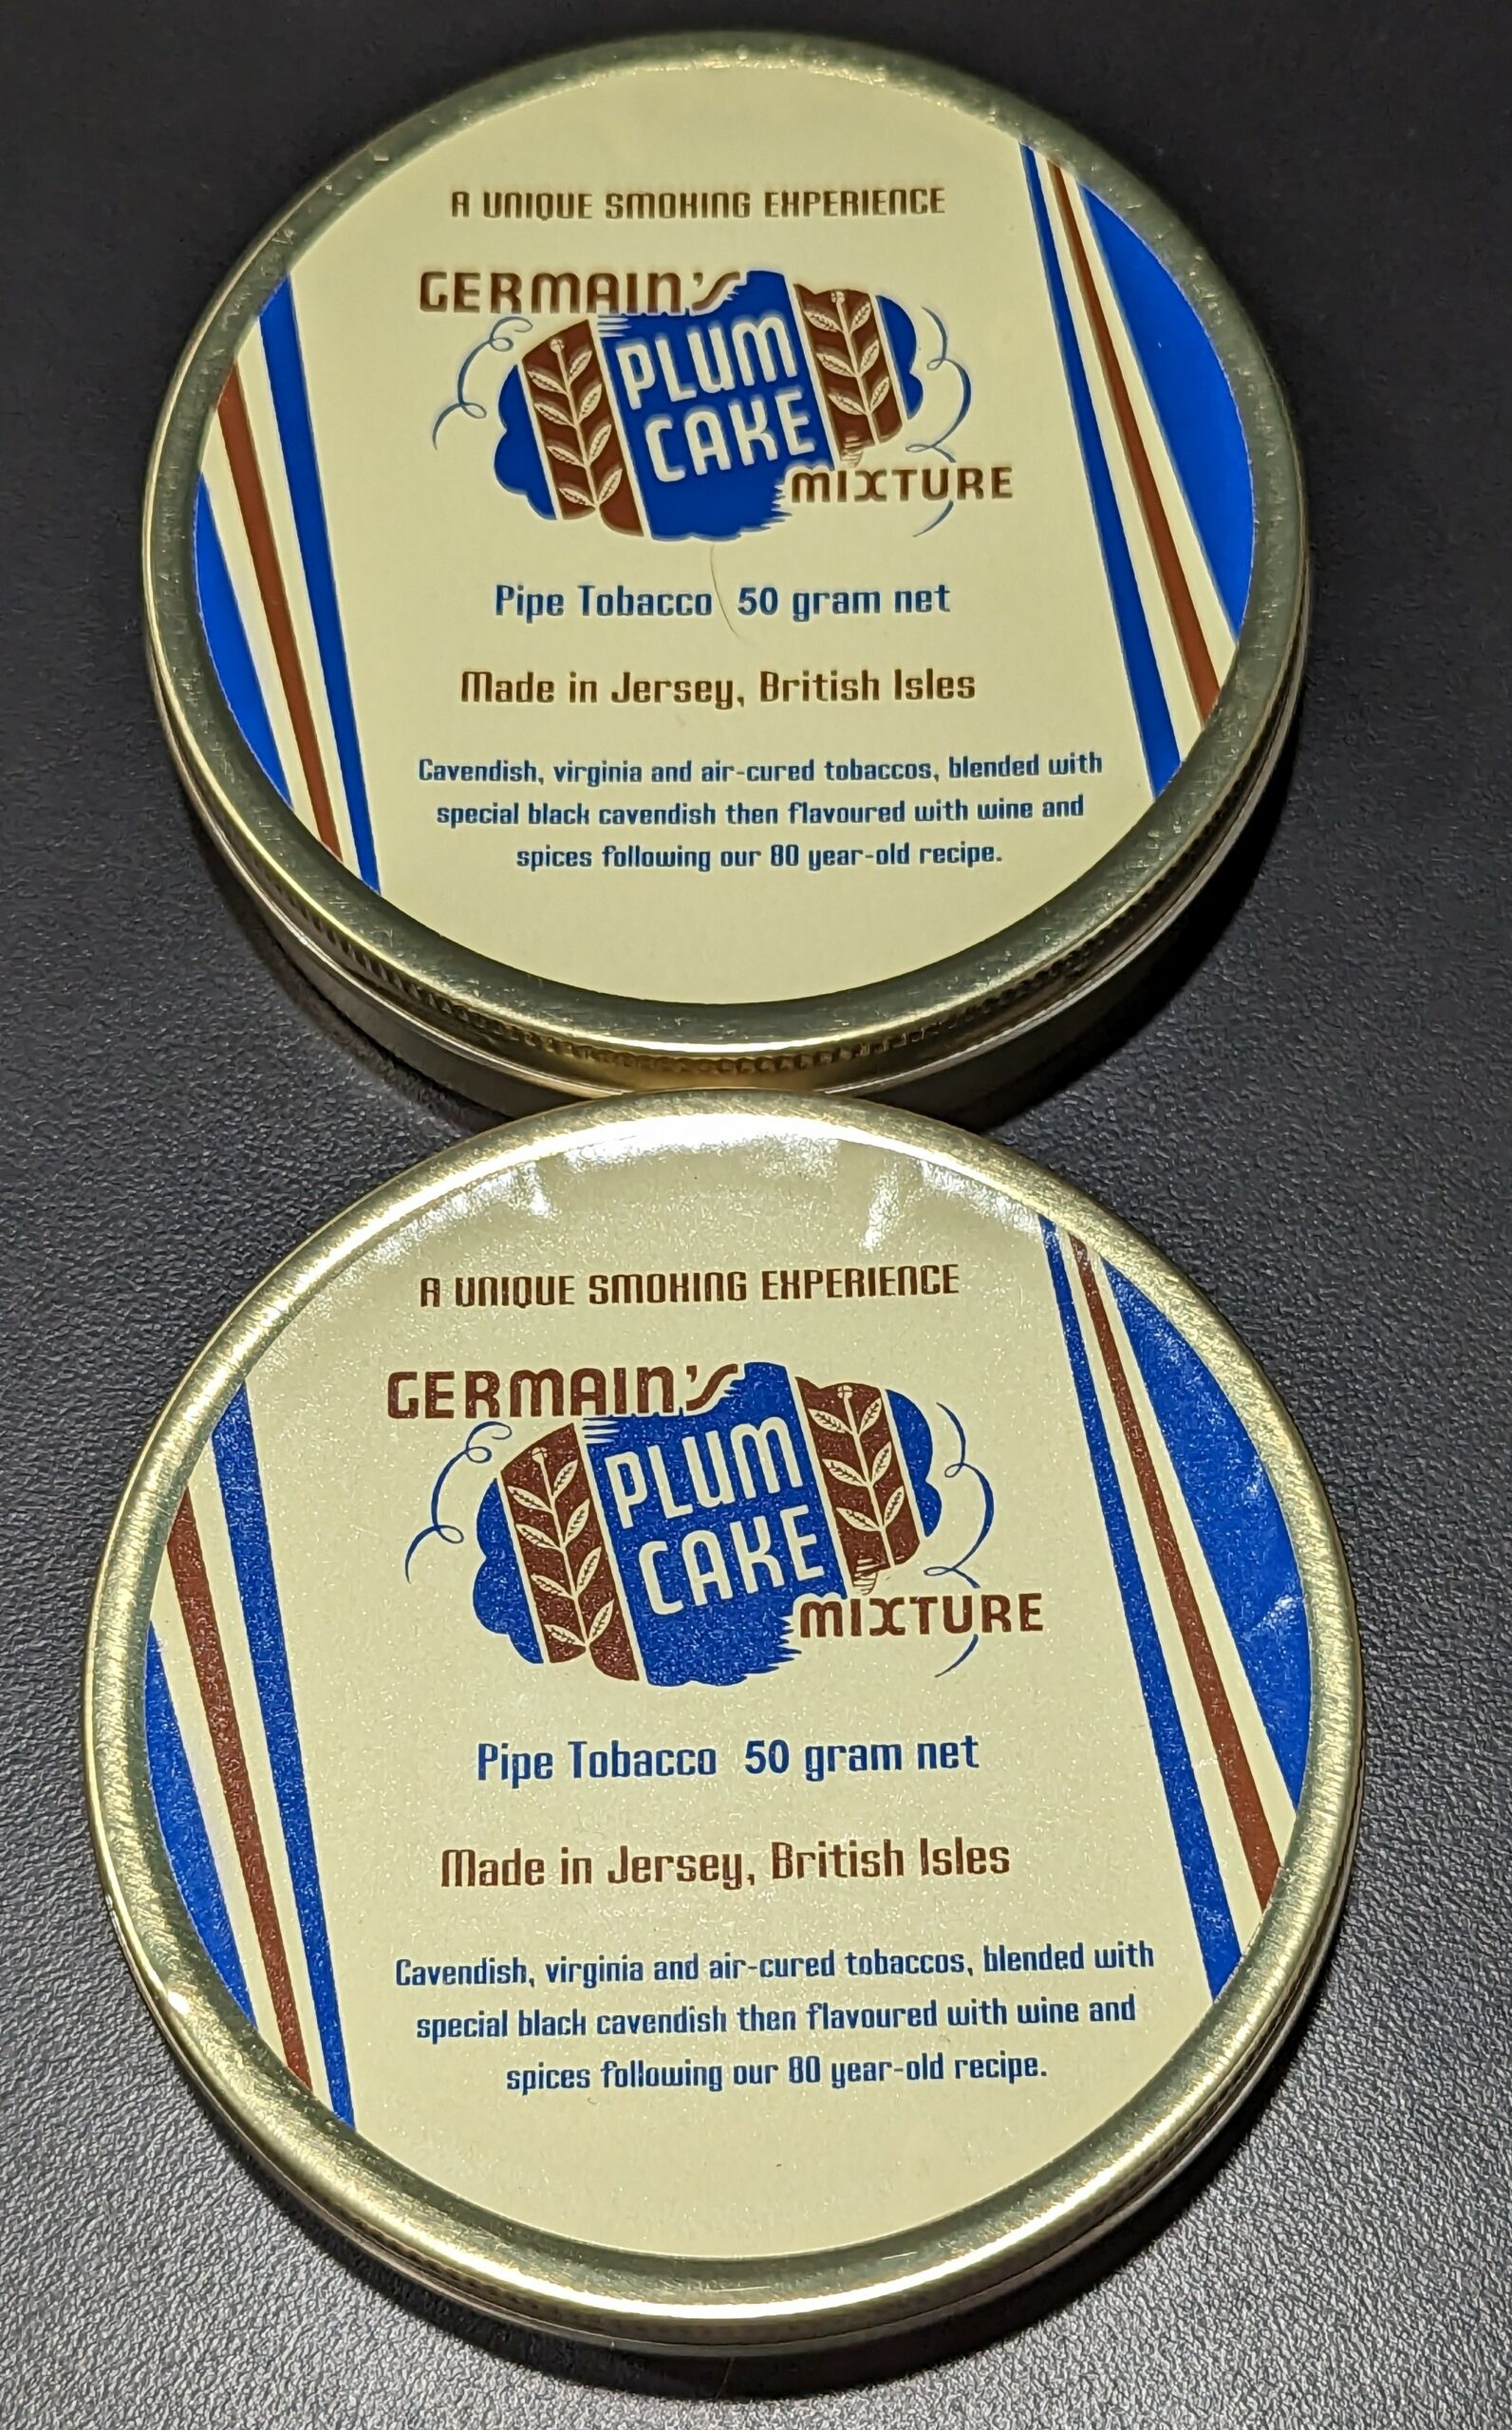 A UNIQUE SMOKING EXPERIENCE
GERMAIN'S
PLUM
CAKE
MIXTURE
Pipe Tobacco 50 gram net
Made in Jersey, British Isles
Cavendish, virginia and air-cured tobaccos, blended with
special black cavendish then flavoured with wine and
spices following our 80 year-old recipe.
A UNIQUE SMOKING EXPERIENCE
GERMAIN'S
PLUM
CAKE
MIXTURE
Pipe Tobacco 50 gram net
Made in Jersey, British Isles
Cavendish, virginia and air-cured tobaccos, blended with
special black cavendish then flavoured with wine and
spices following our 80 year-old recipe.